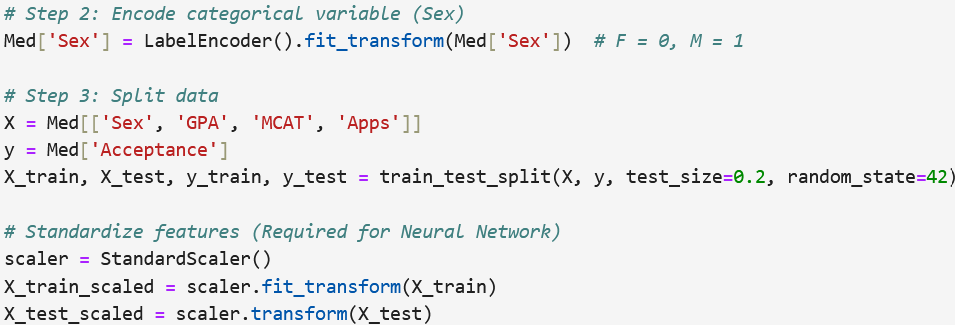 # Step 2: Encode categorical variable (Sex)
Med['Sex'] = LabelEncoder().fit_transform(Med['Sex'])  # F = 0, M = 1
# Step 3: Split data
X = Med[['Sex', 'GPA', 'MCAT', 'Apps']]
y = Med['Acceptance']
X_train, X_test, y_train, y_test = train_test_split(X, y, test_size=0.2, random_state=42)
# Standardize features (Required for Neural Network)
scaler = StandardScaler()
X_train_scaled = scaler.fit_transform(X_train)
X_test_scaled = scaler.transform(X_test)